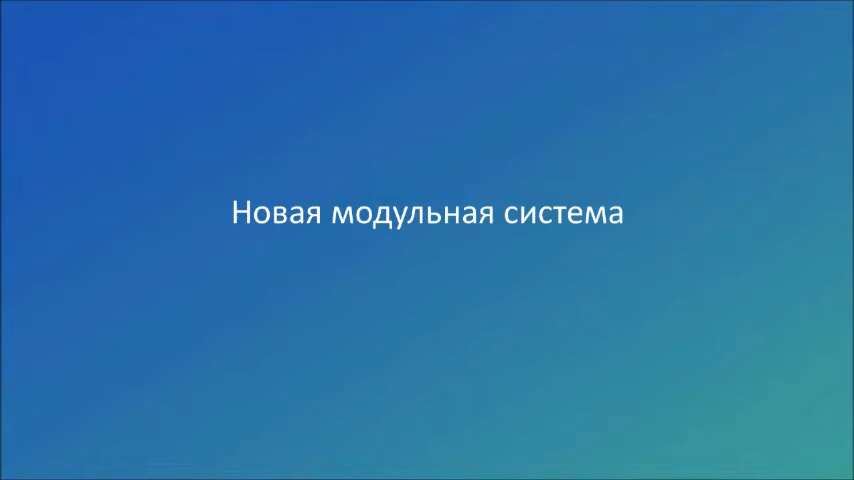 Новая модульная система